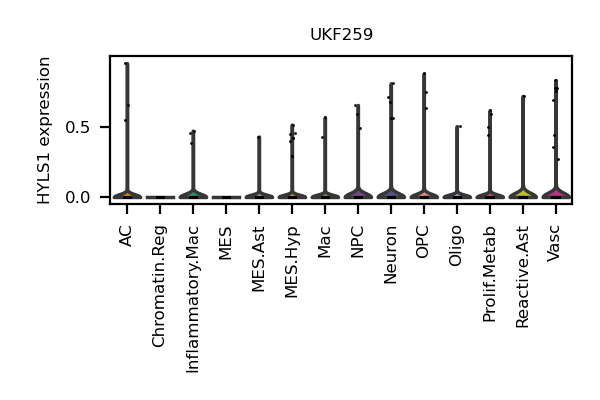 UKF259
HYLS1 expression
0.5
0.0
AC
Chromatin.Reg
Inflammatory.Mac
MES
MES.Ast
MES.Hyp
Mac
NPC
Neuron
OPC
Oligo
Prolif.Metab
Reactive.Ast
Vasc